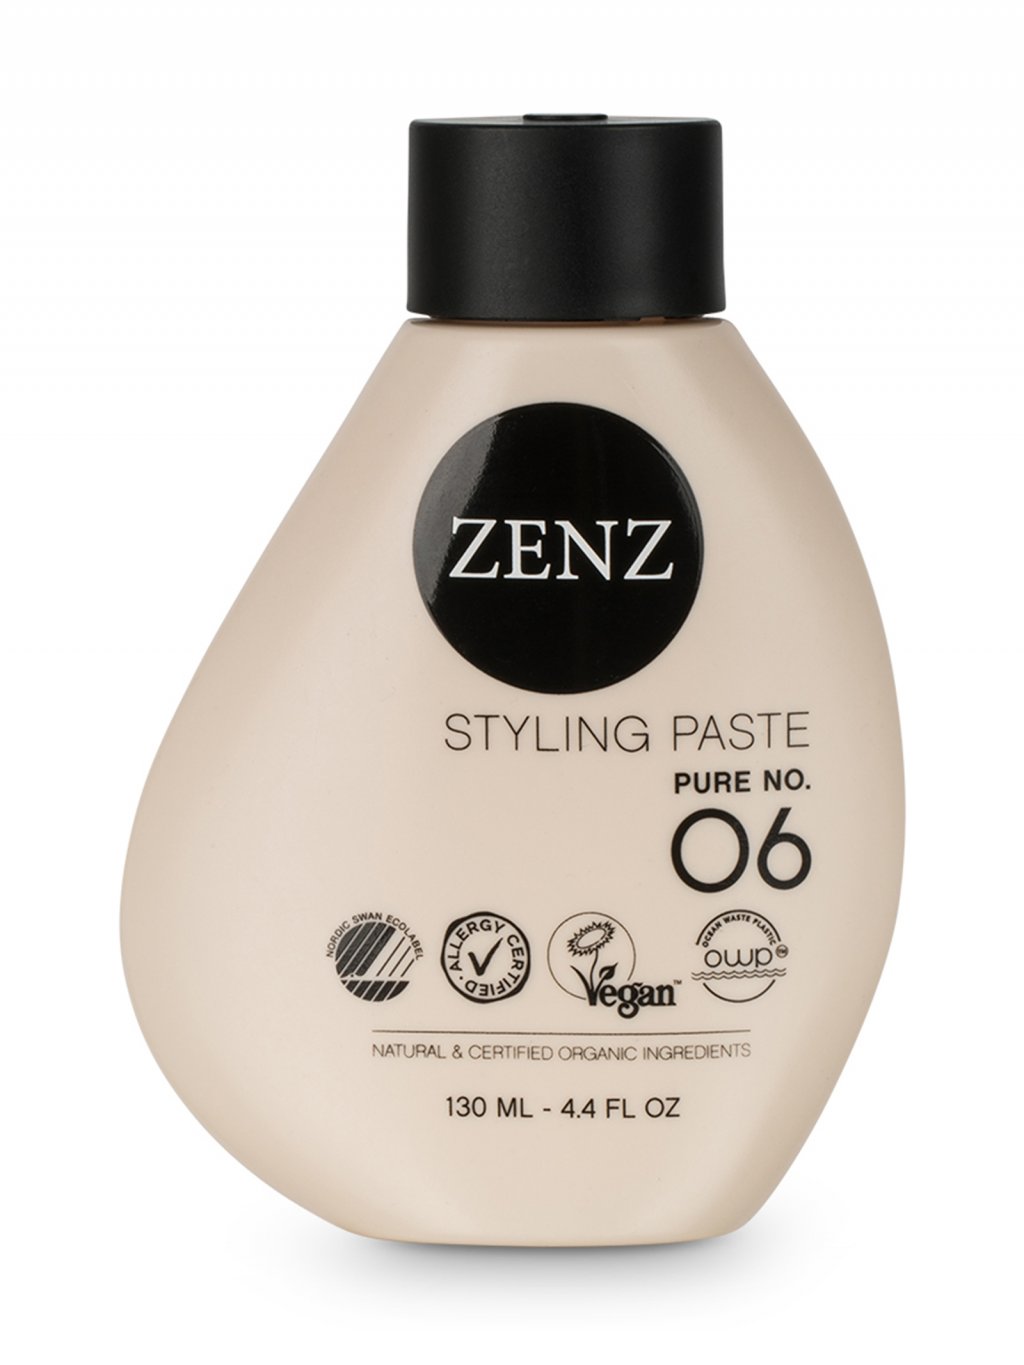 ZENZ
STYLING PASTE
PURE NO.
06
NORDIC SWAN ECOLABEL
ALLERGY CERTIFIED
Vegan™
OCEAN WASTE PLASTIC
owp
NATURAL & CERTIFIED ORGANIC INGREDIENTS
130 ML - 4.4 FL OZ